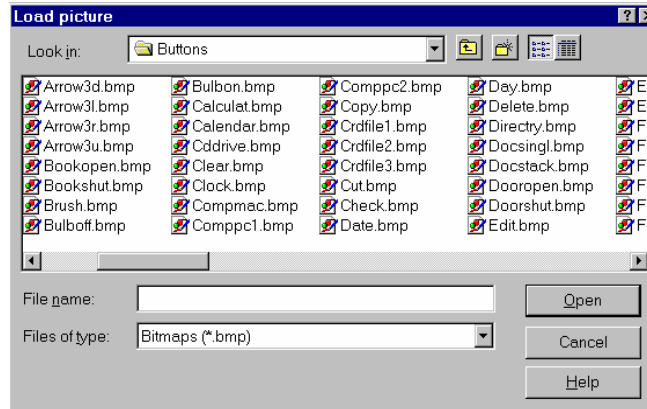 Load picture
Look in: Buttons
Arrow3d.bmp Bulbon.bmp Comppc2.bmp Day.bmp E
Arrow3l.bmp Calculat.bmp Copy.bmp Delete.bmp E
Arrow3r.bmp Calendar.bmp Crdfile1.bmp Directry.bmp F
Arrow3u.bmp Cddrive.bmp Crdfile2.bmp Docsingl.bmp F
Bookopen.bmp Clear.bmp Crdfile3.bmp Docstack.bmp F
Bookshut.bmp Clock.bmp Cut.bmp Dooropen.bmp F
Brush.bmp Compmac.bmp Check.bmp Doorshut.bmp F
Bulboff.bmp Comppc1.bmp Date.bmp Edit.bmp F
File name: Open
Files of type: Bitmaps (*.bmp) Cancel
Help